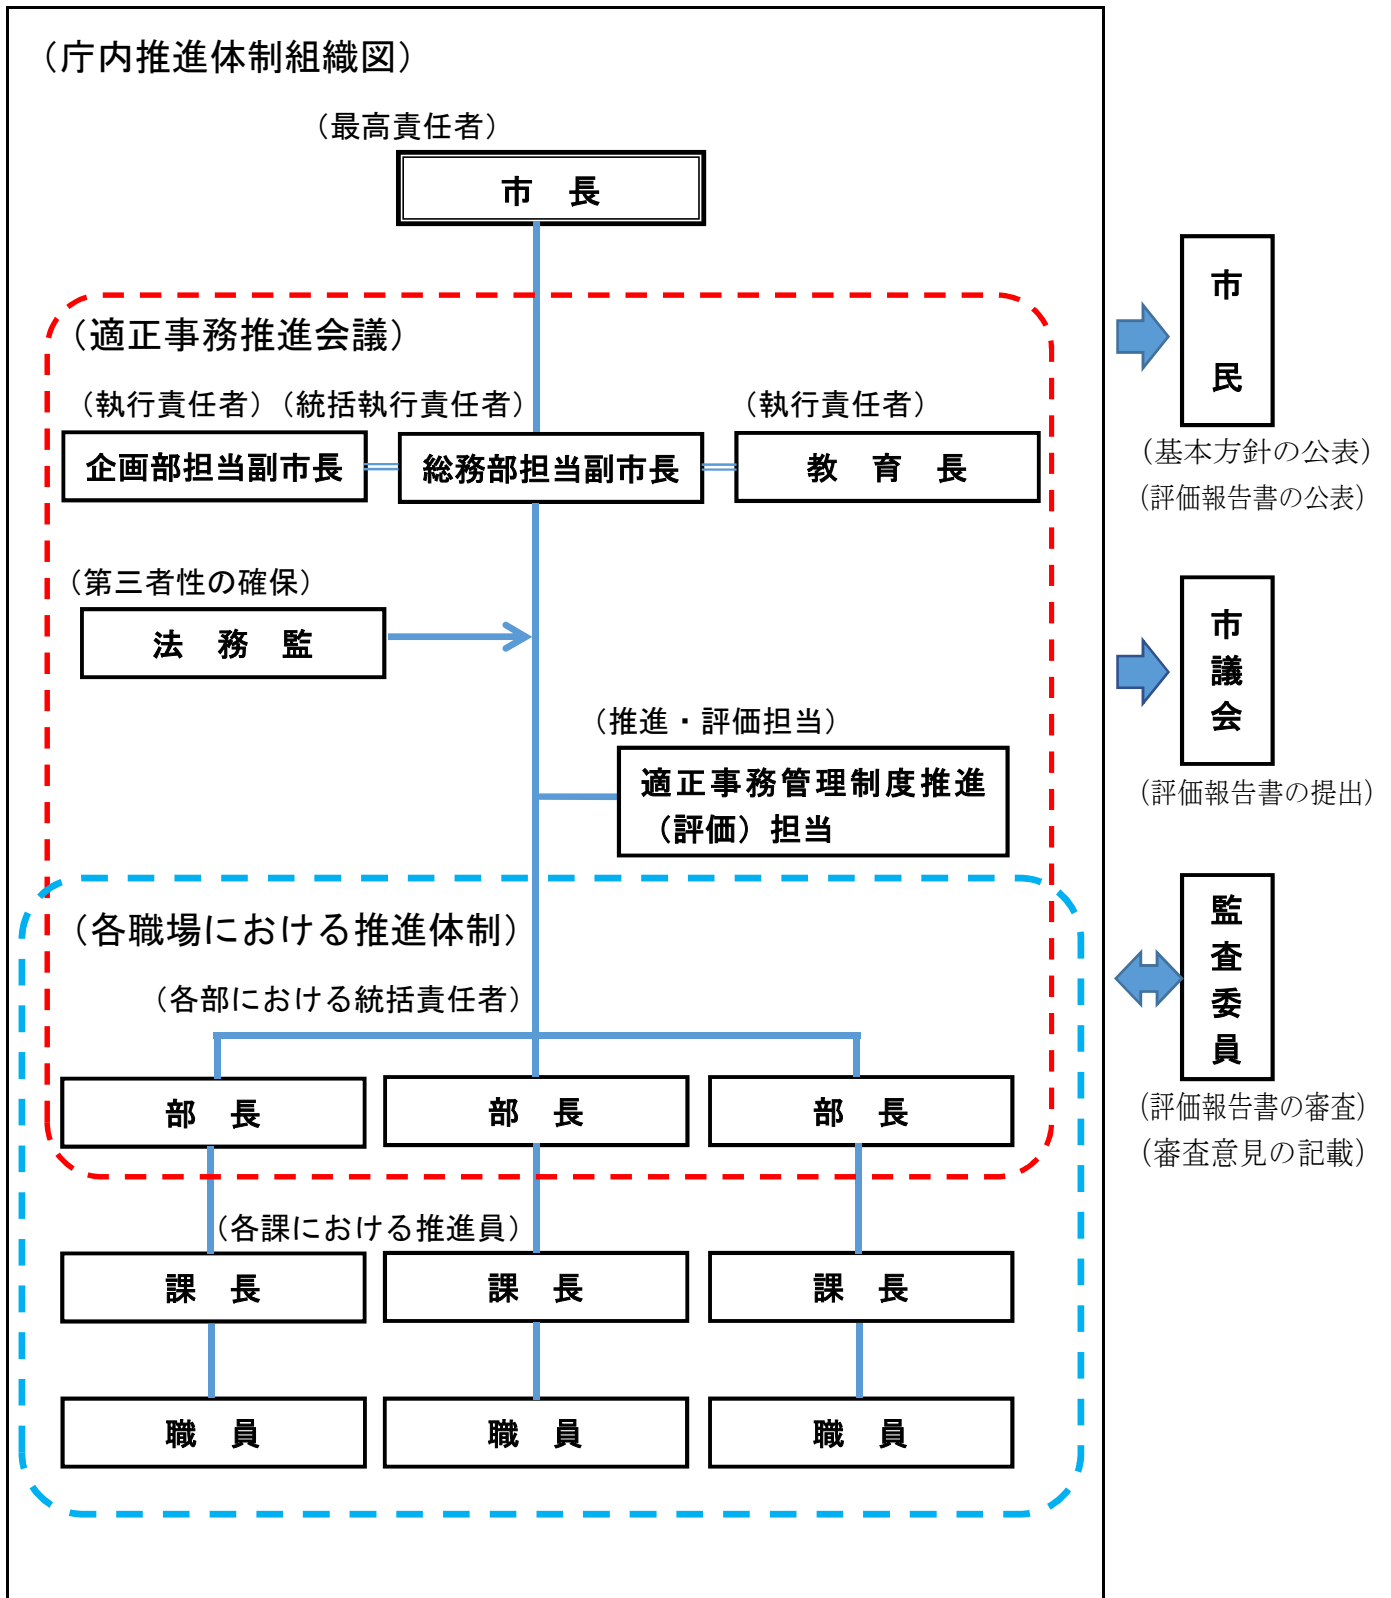 （庁内推進体制組織図）
（最高責任者）
市　長
（適正事務推進会議）
（執行責任者）（統括執行責任者）
（執行責任者）
企画部担当副市長
総務部担当副市長
教　育　長
（第三者性の確保）
法　務　監
（推進・評価担当）
適正事務管理制度推進
（評価）担当
（各職場における推進体制）
（各部における統括責任者）
部　長
部　長
部　長
（各課における推進員）
課　長
課　長
課　長
職　員
職　員
職　員
市民
（基本方針の公表）
（評価報告書の公表）
市議会
（評価報告書の提出）
監査委員
（評価報告書の審査）
（審査意見の記載）